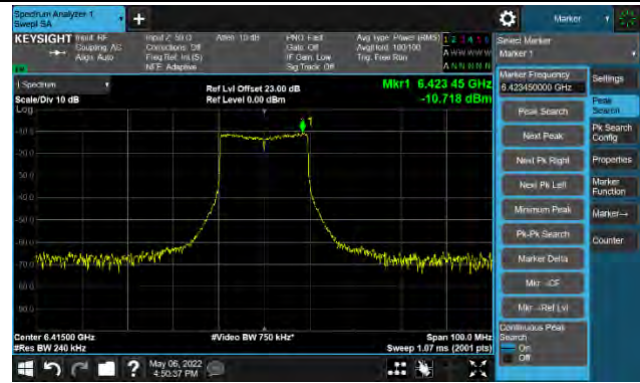 Spectrum Analyzer 1
Swept SA
Marker
KEYSIGHT Input: RF
Coupling: AC
Align: Auto
Input Z: 50 Ω
Corrections: Off
Freq Ref: Int (S)
NFE: Adaptive
Atten: 10 dB
PNO: Fast
Gate: Off
IF Gain: Low
Sig Track: Off
Avg Type: Power (RMS)
Avg|Hold: 100/100
Trig: Free Run
1 2 3 4 5 6
A W W W W W
A N N N N N
Select Marker
Marker 1
1 Spectrum
Scale/Div 10 dB
Log
Ref Lvl Offset 23.00 dB
Ref Level 0.00 dBm
Mkr1 6.423 45 GHz
-10.718 dBm
1
-10.0
-20.0
-30.0
-40.0
-50.0
-60.0
-70.0
-80.0
-90.0
Center 6.41500 GHz
#Res BW 240 kHz
#Video BW 750 kHz*
Span 100.0 MHz
Sweep 1.07 ms (2001 pts)
Marker Frequency
6.423450000 GHz
Peak Search
Next Peak
Next Pk Right
Next Pk Left
Minimum Peak
Pk-Pk Search
Marker Delta
Mkr→CF
Mkr→Ref Lvl
Continuous Peak
Search
On
Off
Settings
Peak
Search
Pk Search
Config
Properties
Marker
Function
Marker→
Counter
May 06, 2022
4:50:37 PM